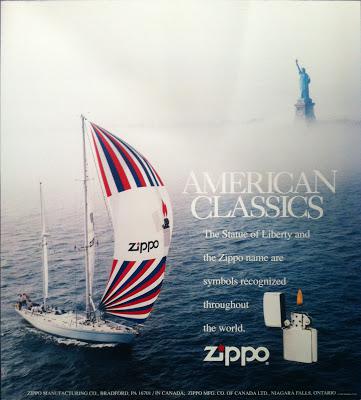 AMERICAN
CLASSICS
zippo
The Statue of Liberty and
the Zippo name are
symbols recognized
throughout
the world.
Zippo
ZIPPO MANUFACTURING CO., BRADFORD, PA 16701 / IN CANADA; ZIPPO MFG. CO. OF CANADA LTD., NIAGARA FALLS, ONTARIO